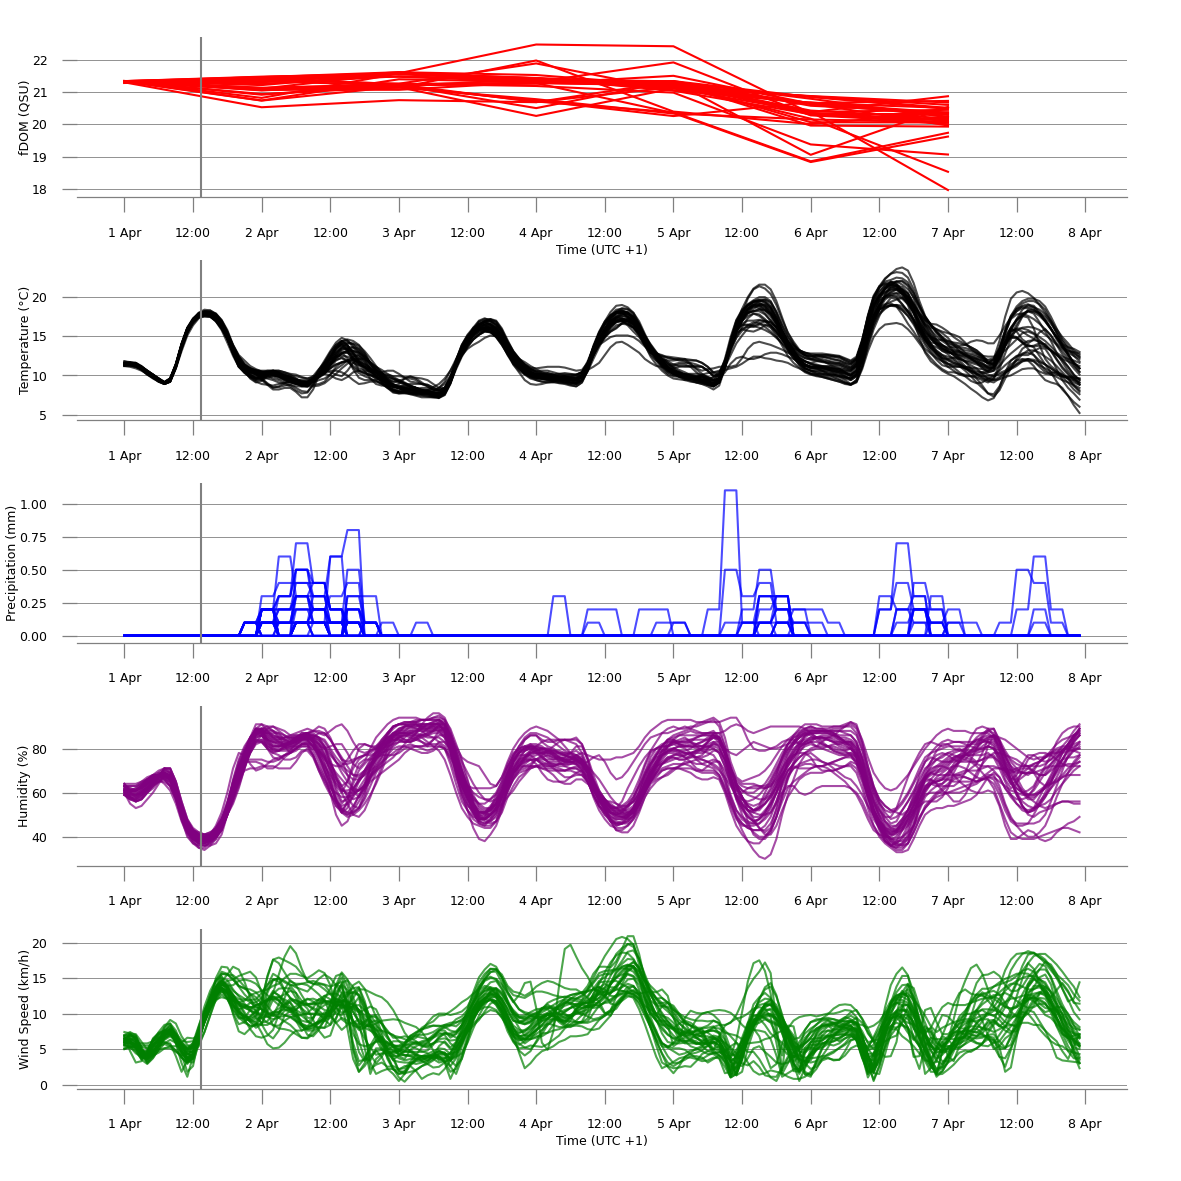 fDOM (QSU)
22
21
20
19
18
1 Apr 12:00 2 Apr 12:00 3 Apr 12:00 4 Apr 12:00 5 Apr 12:00 6 Apr 12:00 7 Apr 12:00 8 Apr
Time (UTC +1)
Temperature (°C)
20
15
10
5
1 Apr 12:00 2 Apr 12:00 3 Apr 12:00 4 Apr 12:00 5 Apr 12:00 6 Apr 12:00 7 Apr 12:00 8 Apr
Precipitation (mm)
1.00
0.75
0.50
0.25
0.00
1 Apr 12:00 2 Apr 12:00 3 Apr 12:00 4 Apr 12:00 5 Apr 12:00 6 Apr 12:00 7 Apr 12:00 8 Apr
Humidity (%)
80
60
40
1 Apr 12:00 2 Apr 12:00 3 Apr 12:00 4 Apr 12:00 5 Apr 12:00 6 Apr 12:00 7 Apr 12:00 8 Apr
Wind Speed (km/h)
20
15
10
5
0
1 Apr 12:00 2 Apr 12:00 3 Apr 12:00 4 Apr 12:00 5 Apr 12:00 6 Apr 12:00 7 Apr 12:00 8 Apr
Time (UTC +1)